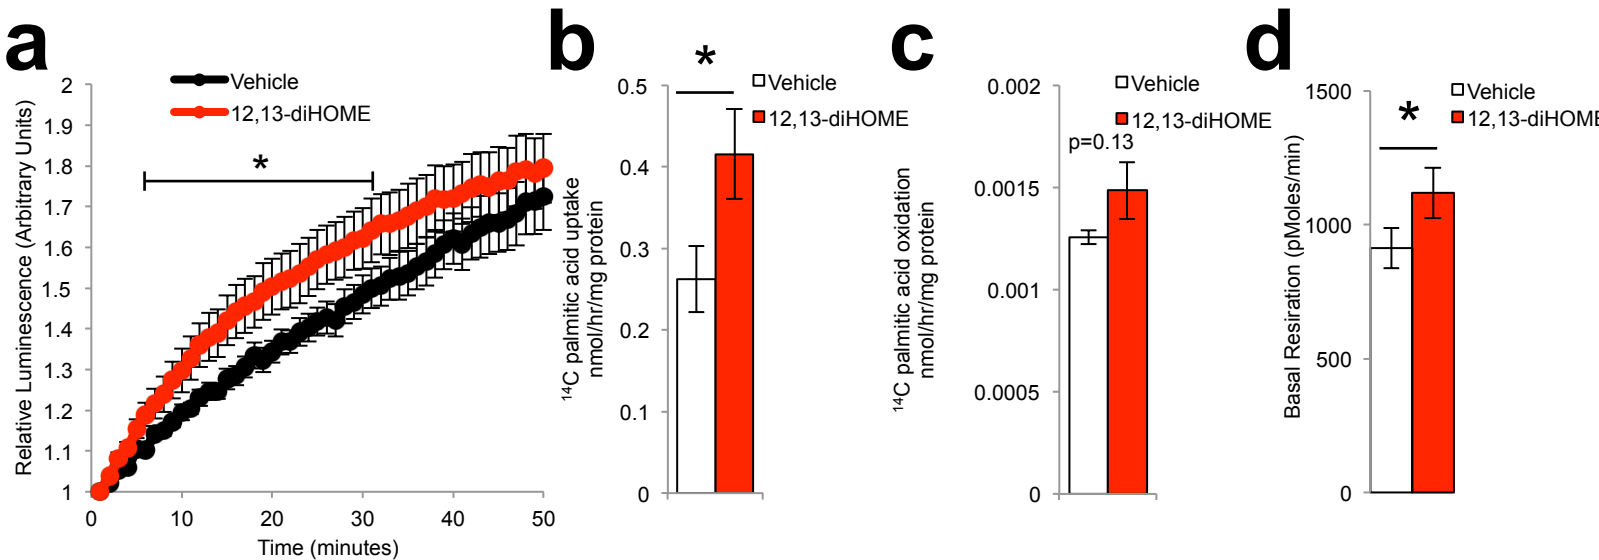 a
Relative Luminescence (Arbitrary Units)
2
1.9
1.8
1.7
1.6
1.5
1.4
1.3
1.2
1.1
1
0
10
20
30
40
50
Time (minutes)
Vehicle
12,13-diHOME
*
b
¹⁴C palmitic acid uptake
nmol/hr/mg protein
0.5
0.4
0.3
0.2
0.1
0
*
Vehicle
12,13-diHOME
c
¹⁴C palmitic acid oxidation
nmol/hr/mg protein
0.002
0.0015
0.001
0.0005
0
Vehicle
12,13-diHOME
p=0.13
d
Basal Resiration (pMoles/min)
1500
1000
500
0
Vehicle
12,13-diHOME
*